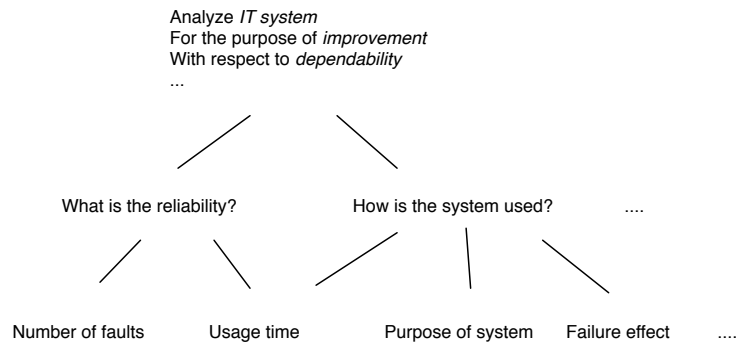 Analyze IT system
For the purpose of improvement
With respect to dependability
...
What is the reliability? How is the system used? ....
Number of faults Usage time Purpose of system Failure effect ....